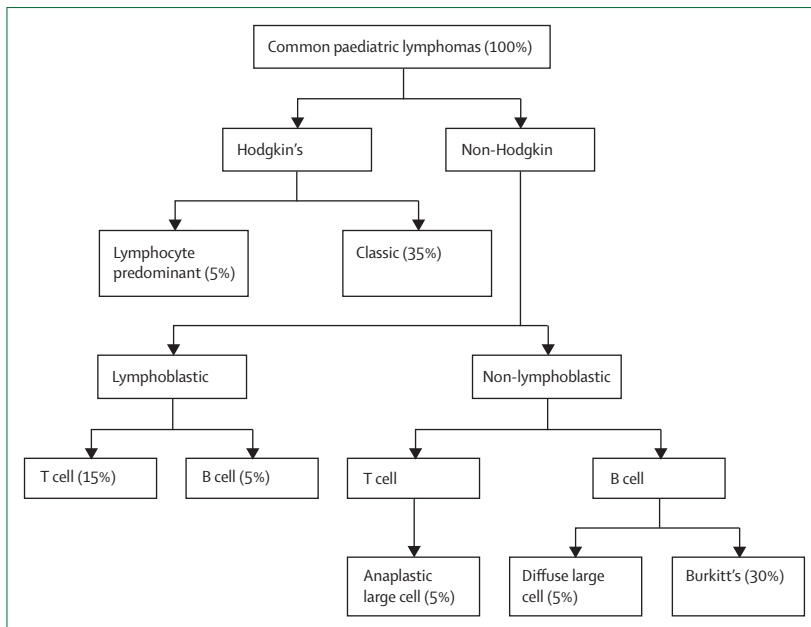 Common paediatric lymphomas (100%)
Hodgkin's
Non-Hodgkin
Lymphocyte
predominant (5%)
Classic (35%)
Lymphoblastic
Non-lymphoblastic
T cell (15%)
B cell (5%)
T cell
B cell
Anaplastic
large cell (5%)
Diffuse large
cell (5%)
Burkitt's (30%)